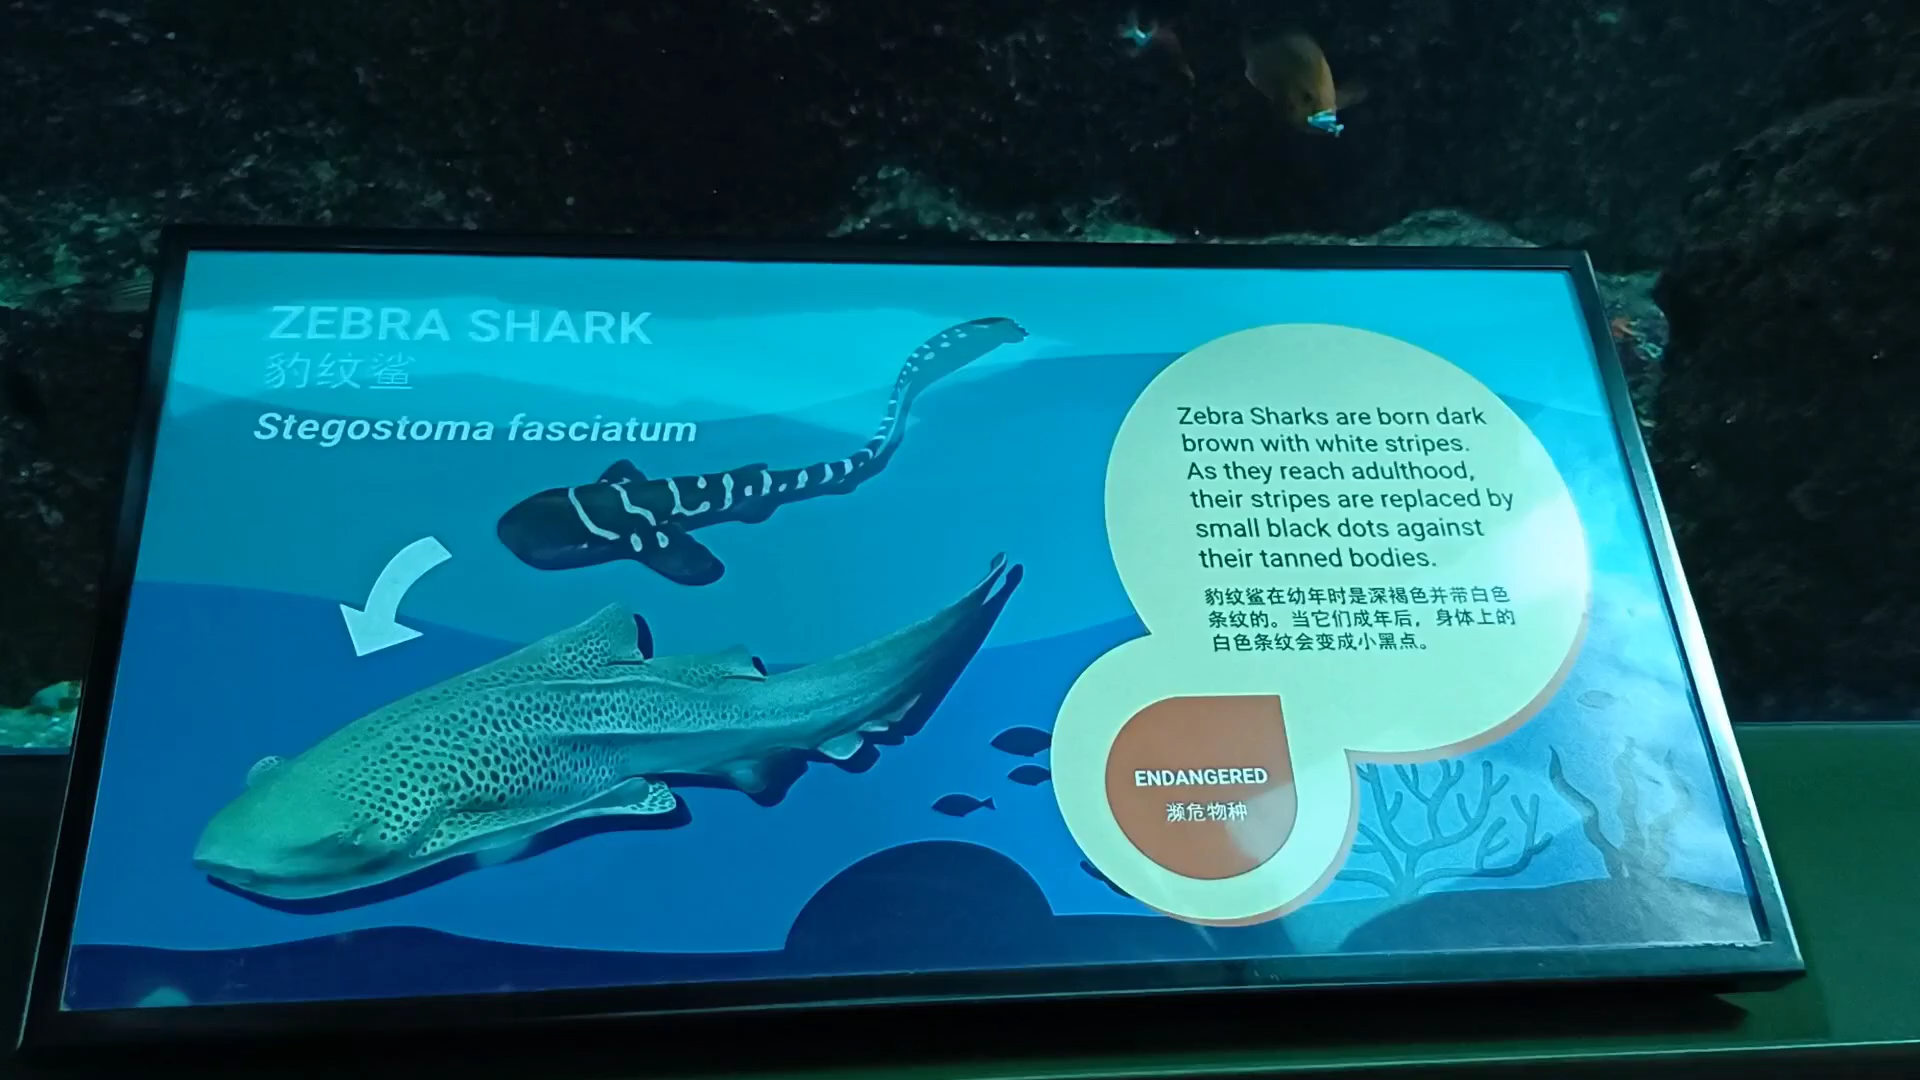 ZEBRA SHARK
豹纹鲨
Stegostoma fasciatum
Zebra Sharks are born dark
brown with white stripes.
As they reach adulthood,
their stripes are replaced by
small black dots against
their tanned bodies.
豹纹鲨在幼年时是深褐色并带白色
条纹的。当它们成年后，身体上的
白色条纹会变成小黑点。
ENDANGERED
濒危物种